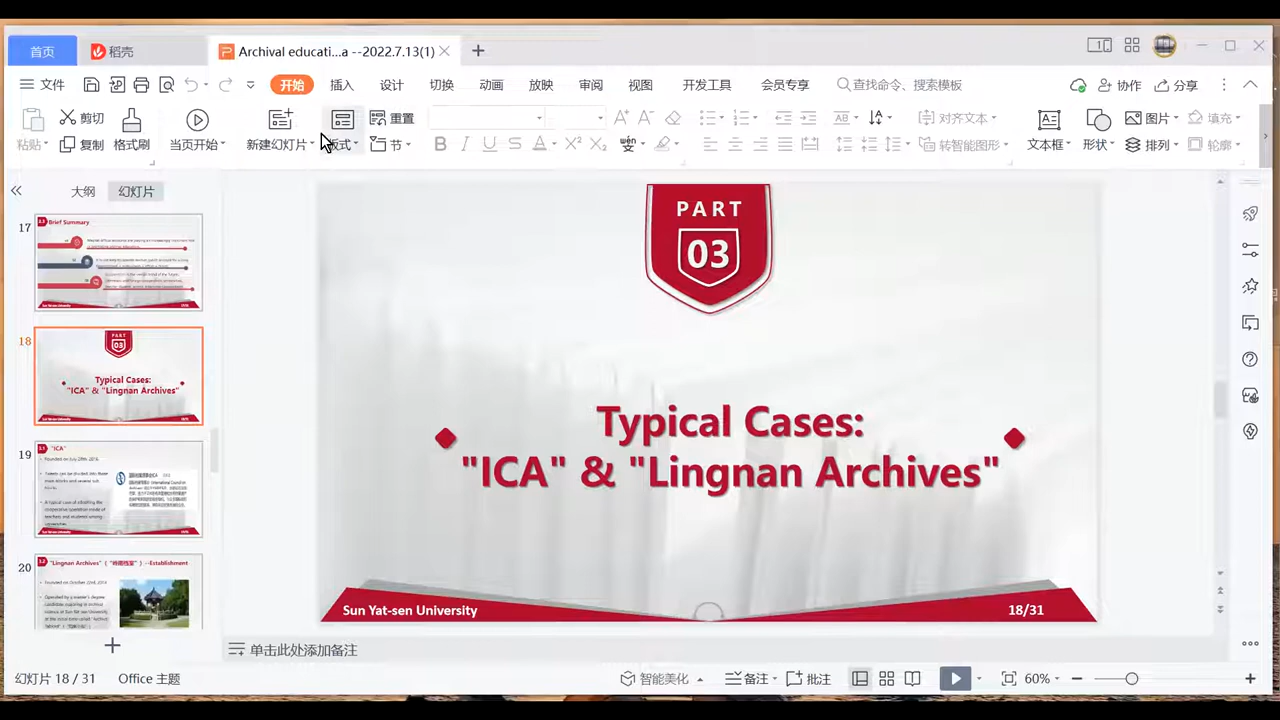 首页
稻壳
Archival educati...a --2022.7.13(1)
文件
开始
插入
设计
切换
动画
放映
审阅
视图
开发工具
会员专享
查找命令、搜索模板
协作
分享
粘贴
剪切
复制
格式刷
当页开始
新建幻灯片
版式
重置
节
对齐文本
转智能图形
文本框
形状
图片
排列
填充
轮廓
大纲
幻灯片
17
Brief Summary
18
PART
03
Typical Cases:
"ICA" & "Lingnan Archives"
19
"ICA"
20
"Lingnan Archives" ("岭南档案") --Establishment
PART
03
Typical Cases:
"ICA" & "Lingnan Archives"
Sun Yat-sen University
18/31
单击此处添加备注
幻灯片 18 / 31
Office 主题
智能美化
备注
批注
60%